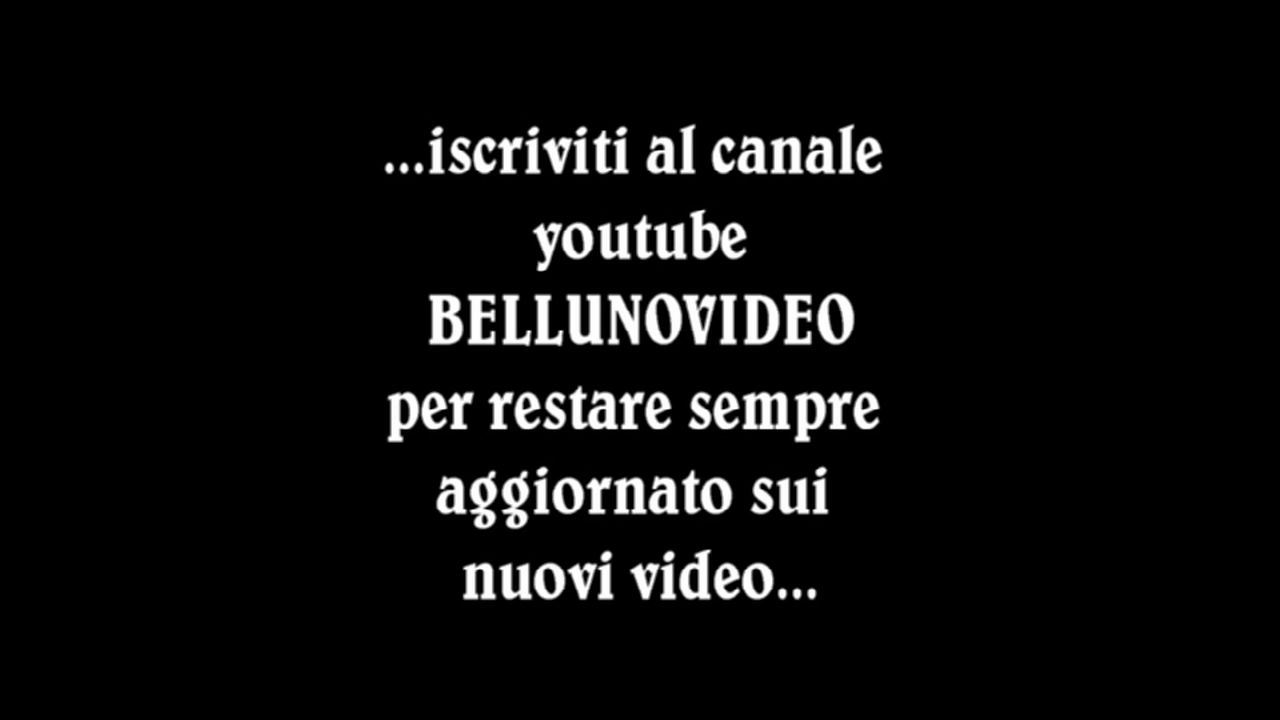 ...iscriviti al canale
youtube
BELLUNOVIDEO
per restare sempre
aggiornato sui
nuovi video...